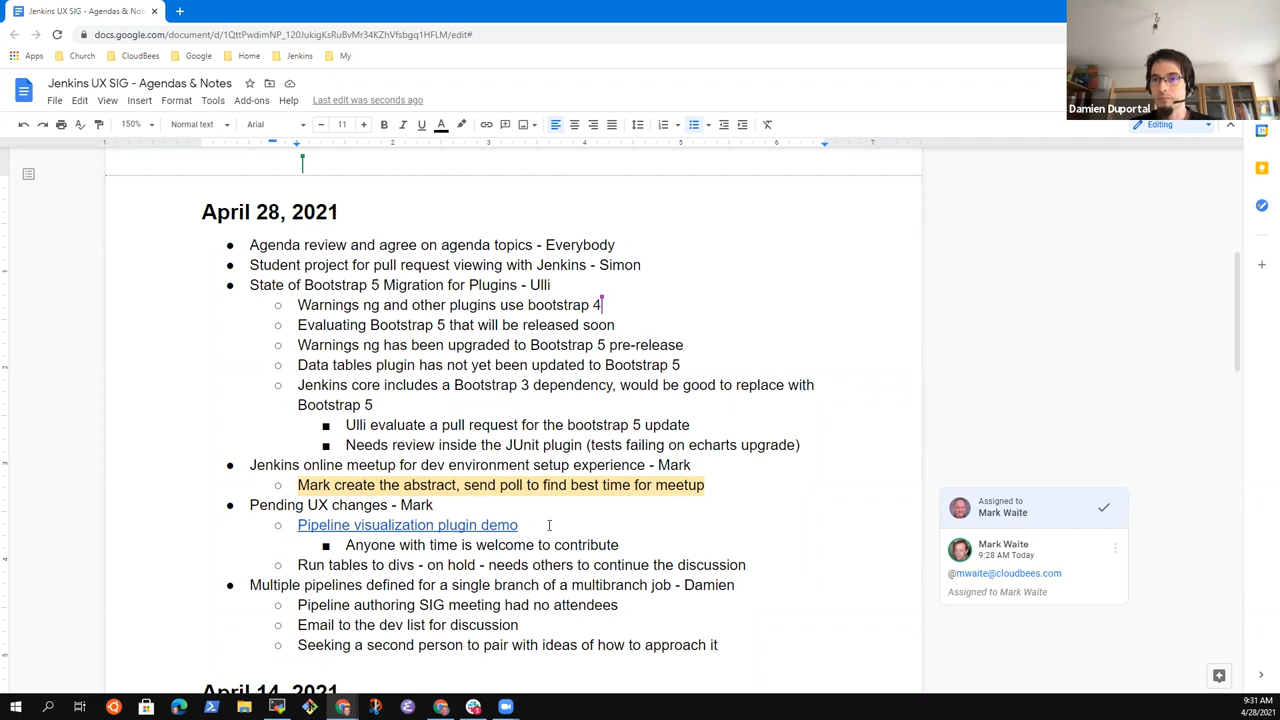 Jenkins UX SIG - Agendas & Not
docs.google.com/document/d/1QttPwdimNP_120JukigKsRuBvMr34KZhVfsbgq1HFLM/edit#
Apps Church CloudBees Google Home Jenkins My
Jenkins UX SIG - Agendas & Notes
File Edit View Insert Format Tools Add-ons Help Last edit was seconds ago
150% Normal text Arial 11 Editing
Damien Duportal
1 1 2 3 4 5 6 7
April 28, 2021
Agenda review and agree on agenda topics - Everybody
Student project for pull request viewing with Jenkins - Simon
State of Bootstrap 5 Migration for Plugins - Ulli
Warnings ng and other plugins use bootstrap 4
Evaluating Bootstrap 5 that will be released soon
Warnings ng has been upgraded to Bootstrap 5 pre-release
Data tables plugin has not yet been updated to Bootstrap 5
Jenkins core includes a Bootstrap 3 dependency, would be good to replace with
Bootstrap 5
Ulli evaluate a pull request for the bootstrap 5 update
Needs review inside the JUnit plugin (tests failing on echarts upgrade)
Jenkins online meetup for dev environment setup experience - Mark
Mark create the abstract, send poll to find best time for meetup
Pending UX changes - Mark
Pipeline visualization plugin demo
Anyone with time is welcome to contribute
Run tables to divs - on hold - needs others to continue the discussion
Multiple pipelines defined for a single branch of a multibranch job - Damien
Pipeline authoring SIG meeting had no attendees
Email to the dev list for discussion
Seeking a second person to pair with ideas of how to approach it
April 14, 2021
Assigned to
Mark Waite
Mark Waite
9:28 AM Today
@mwaite@cloudbees.com
Assigned to Mark Waite
9:31 AM
4/28/2021